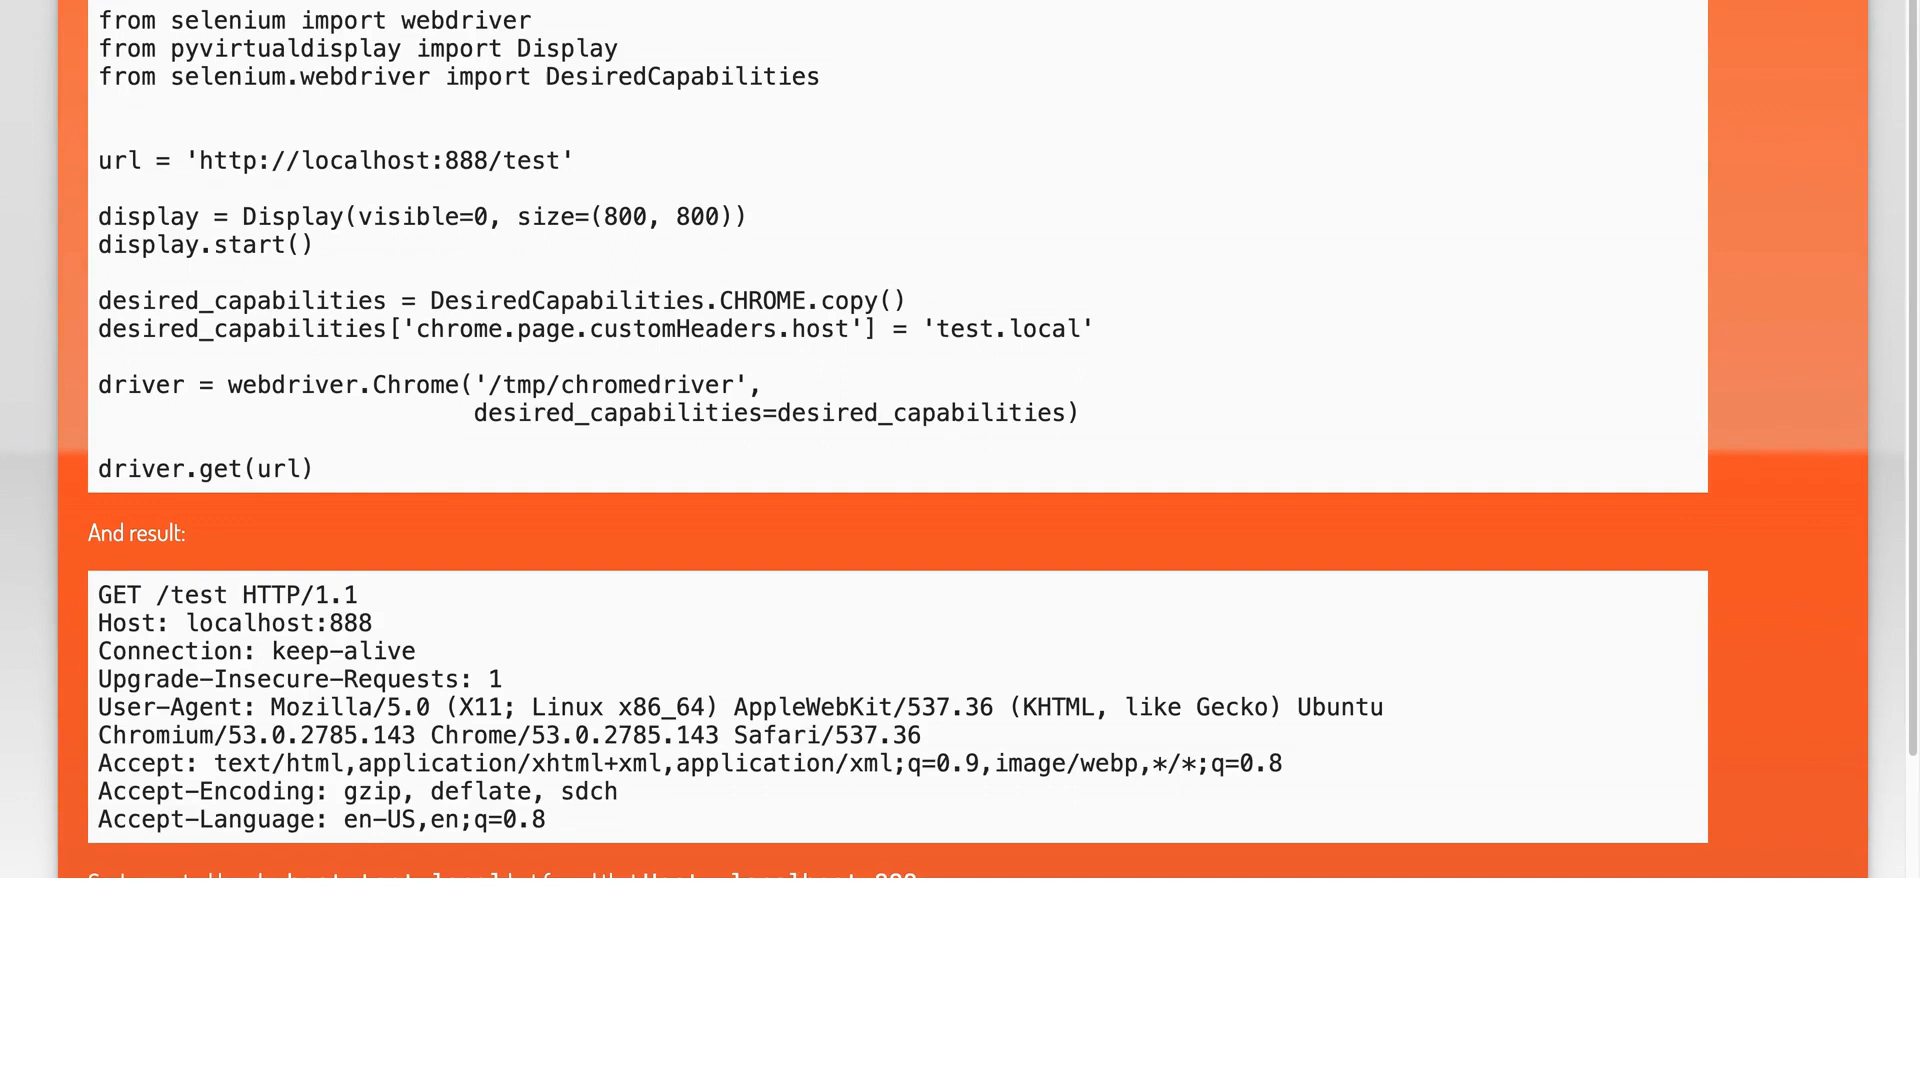 from selenium import webdriver
from pyvirtualdisplay import Display
from selenium.webdriver import DesiredCapabilities
url = 'http://localhost:888/test'
display = Display(visible=0, size=(800, 800))
display.start()
desired_capabilities = DesiredCapabilities.CHROME.copy()
desired_capabilities['chrome.page.customHeaders.host'] = 'test.local'
driver = webdriver.Chrome('/tmp/chromedriver',
desired_capabilities=desired_capabilities)
driver.get(url)
And result:
GET /test HTTP/1.1
Host: localhost:888
Connection: keep-alive
Upgrade-Insecure-Requests: 1
User-Agent: Mozilla/5.0 (X11; Linux x86_64) AppleWebKit/537.36 (KHTML, like Gecko) Ubuntu
Chromium/53.0.2785.143 Chrome/53.0.2785.143 Safari/537.36
Accept: text/html,application/xhtml+xml,application/xml;q=0.9,image/webp,*/*;q=0.8
Accept-Encoding: gzip, deflate, sdch
Accept-Language: en-US,en;q=0.8